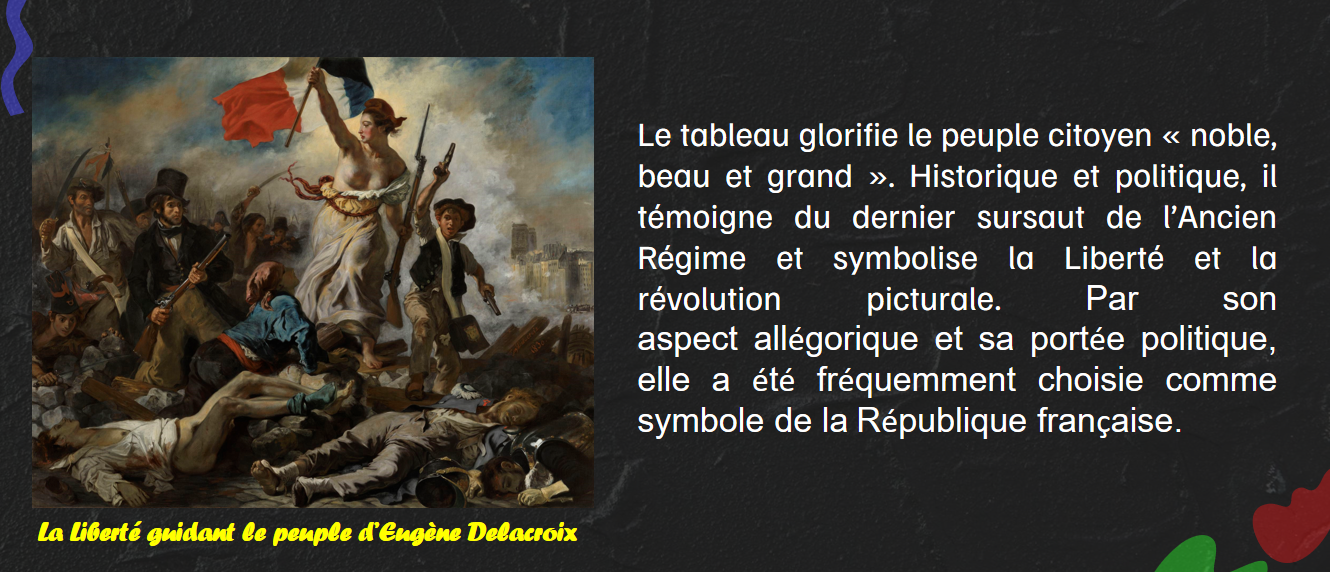 Le tableau glorifie le peuple citoyen « noble,
beau et grand ». Historique et politique, il
témoigne du dernier sursaut de l’Ancien
Régime et symbolise la Liberté et la
révolution picturale. Par son
aspect allégorique et sa portée politique,
elle a été fréquemment choisie comme
symbole de la République française.
La Liberté guidant le peuple d’Eugène Delacroix